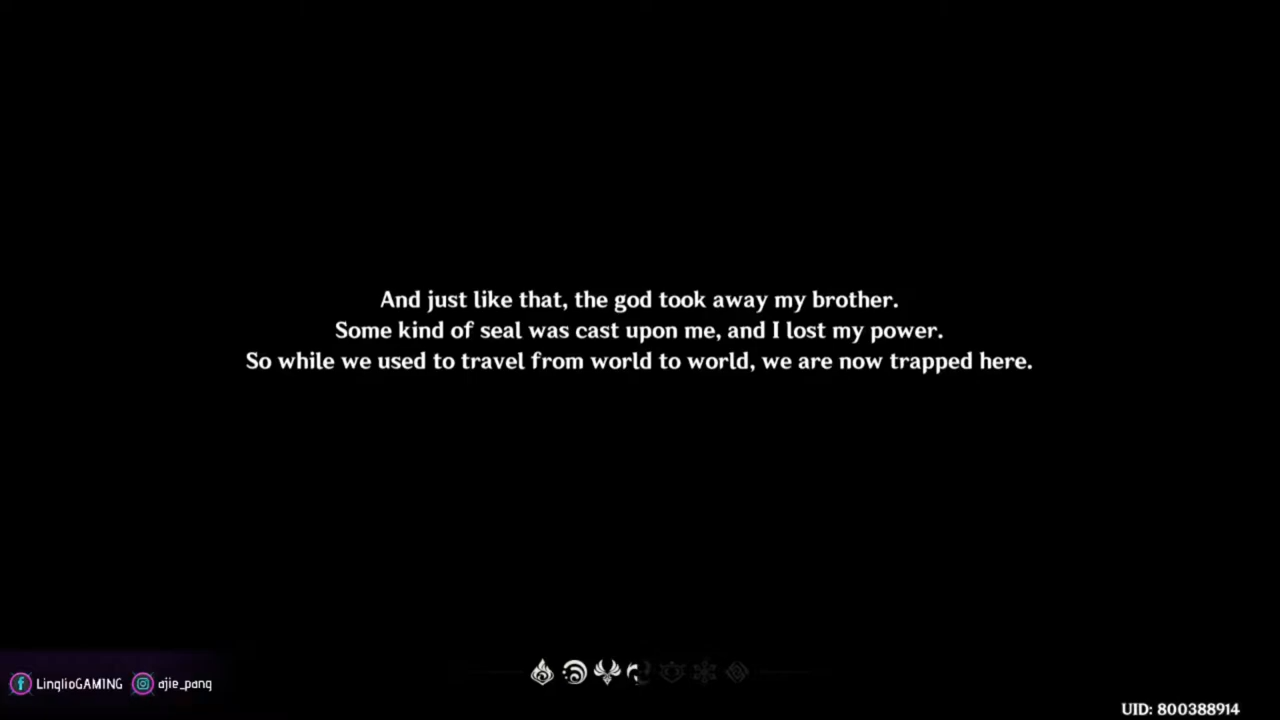 And just like that, the god took away my brother.
Some kind of seal was cast upon me, and I lost my power.
So while we used to travel from world to world, we are now trapped here.
LinqlioGAMING ajie_panq
UID: 800388914